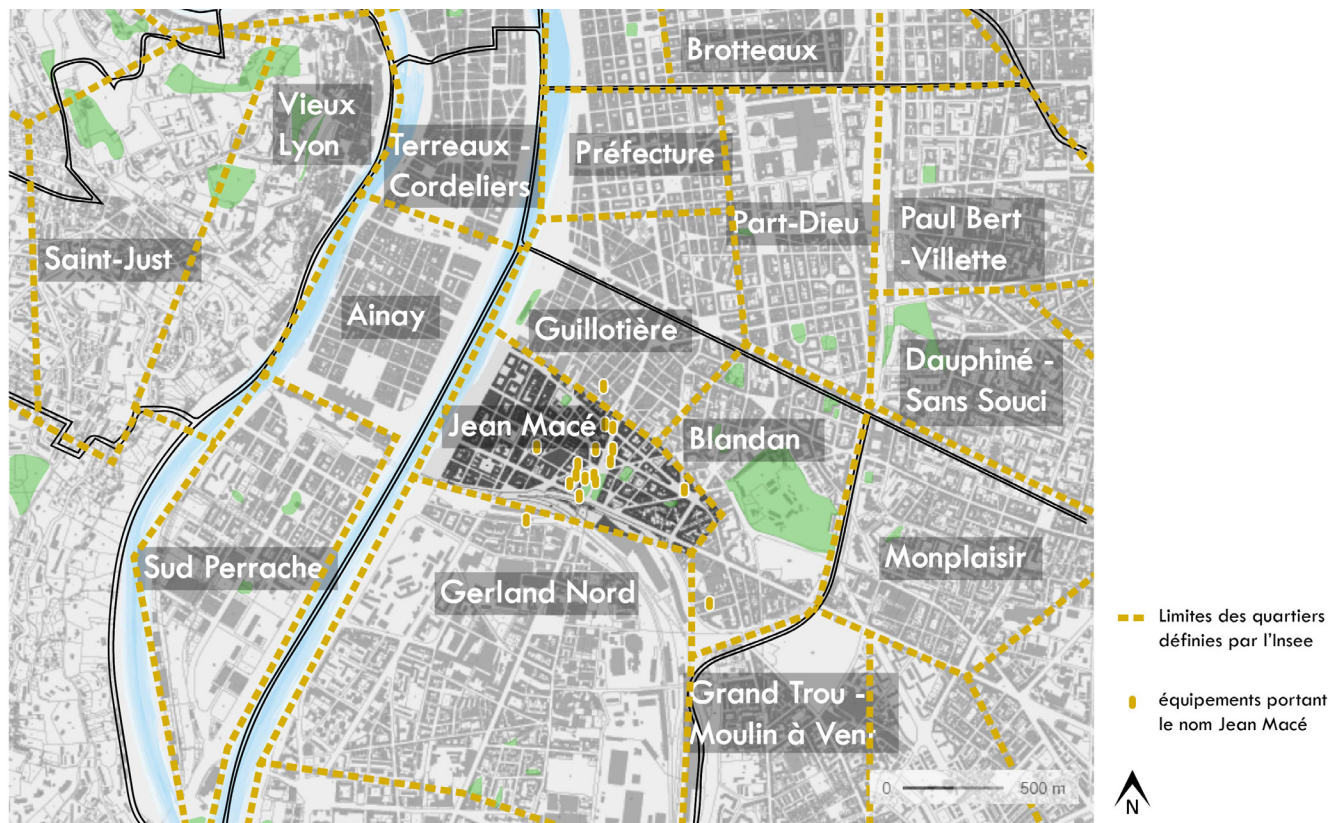 Brotteaux
Vieux
Lyon
Terreaux -
Cordeliers
Préfecture
Part-Dieu
Paul Bert
-Villette
Saint-Just
Ainay
Guillotière
Dauphiné -
Sans Souci
Jean Macé
Blandan
Sud Perrache
Gerland Nord
Monplaisir
Grand Trou -
Moulin à Ven
0 500 m
Limites des quartiers
définies par l'Insee
équipements portant
le nom Jean Macé
N